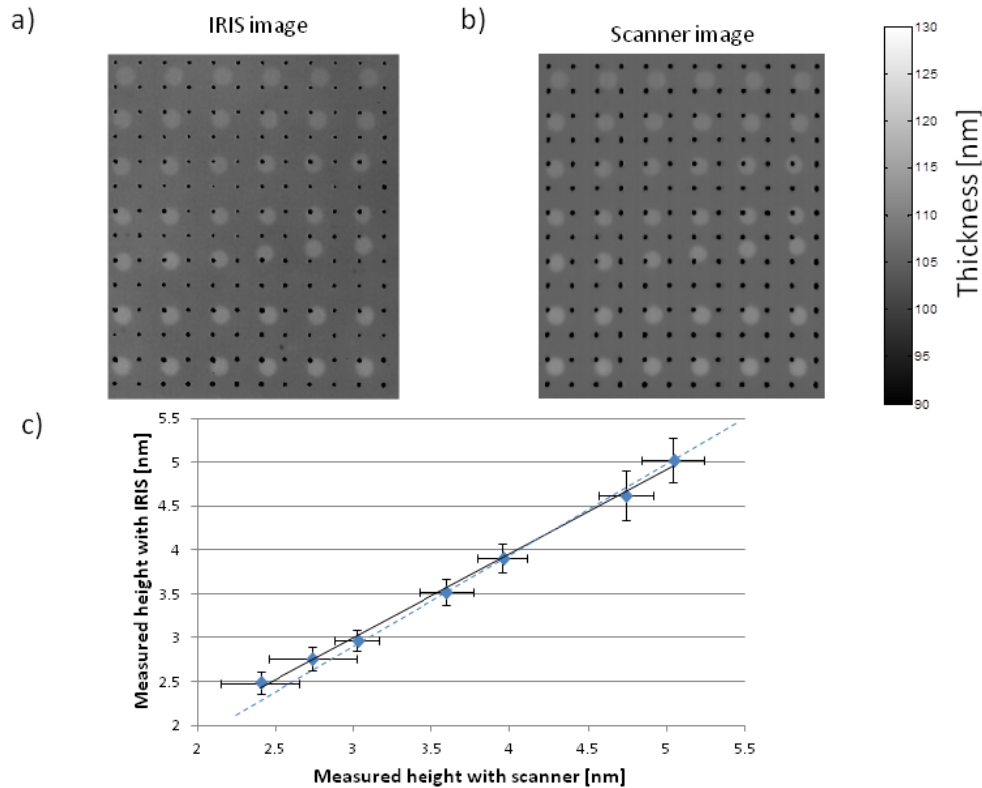 a)
IRIS image
b)
Scanner image
130
125
120
115
110
105
100
95
90
Thickness [nm]
c)
Measured height with IRIS [nm]
5.5
5
4.5
4
3.5
3
2.5
2
2 2.5 3 3.5 4 4.5 5 5.5
Measured height with scanner [nm]